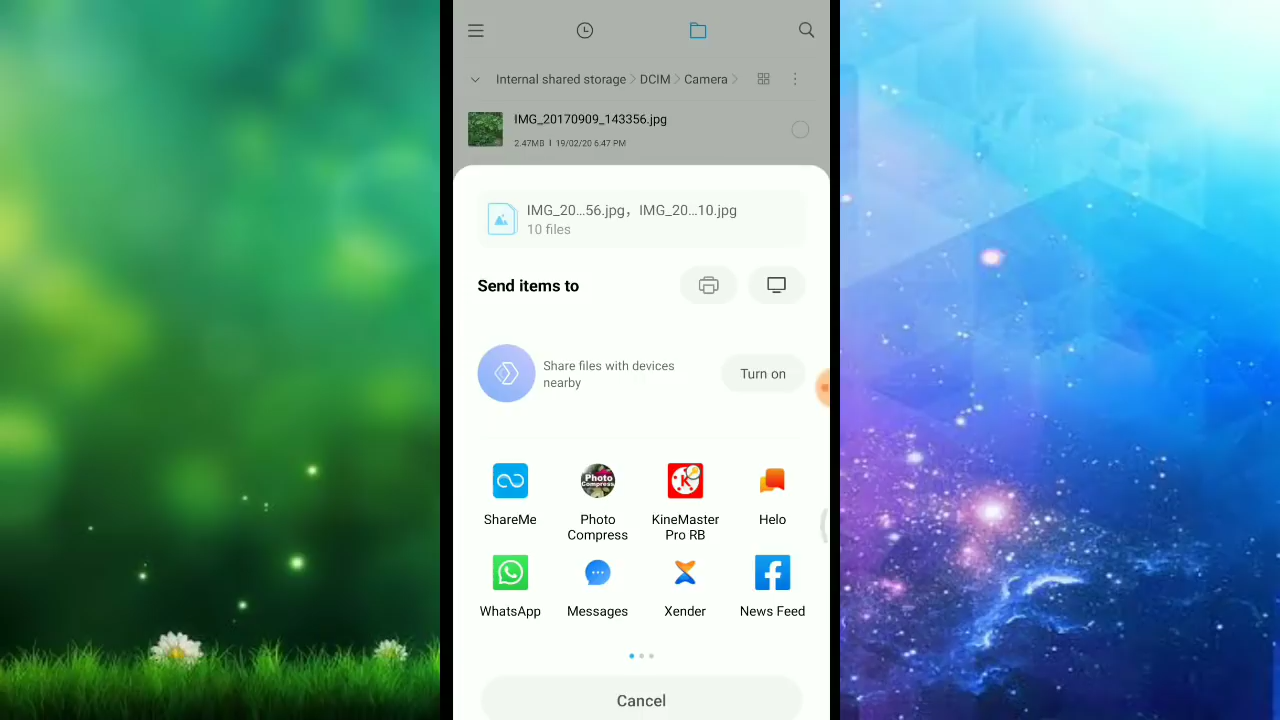 Internal shared storage > DCIM > Camera >
IMG_20170909_143356.jpg
2.47MB | 19/02/20 6.47 PM
IMG_20...56.jpg, IMG_20...10.jpg
10 files
Send items to
Share files with devices
nearby
Turn on
ShareMe
Photo
Compress
Photo
Compress
K
KineMaster
Pro RB
Helo
WhatsApp
Messages
Xender
News Feed
Cancel